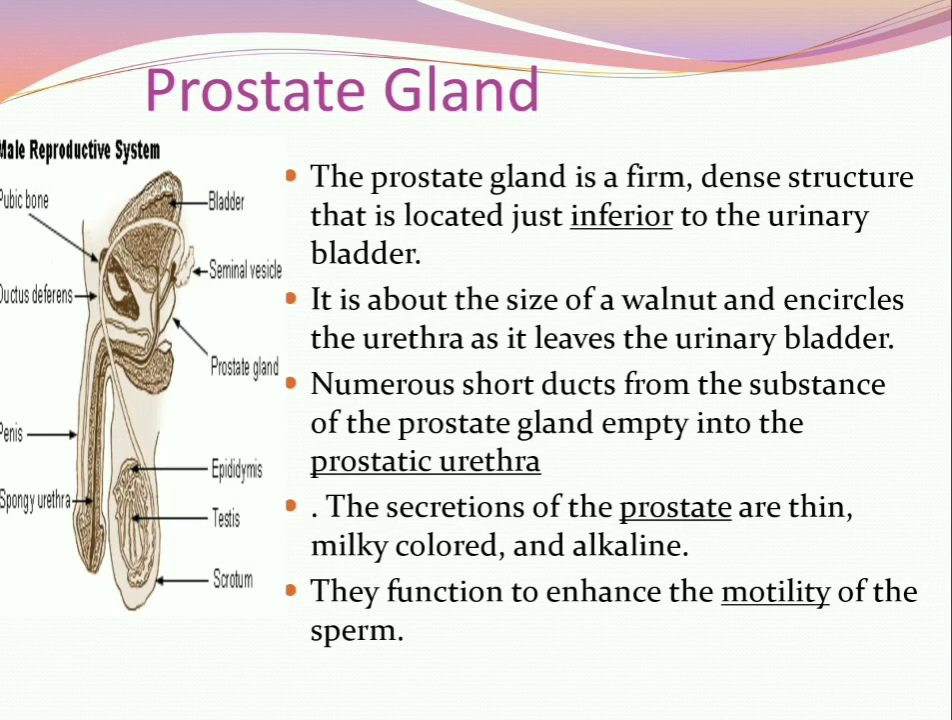 Prostate Gland
Male Reproductive System
Pubic bone
Bladder
Seminal vesicle
Ductus deferens
Prostate gland
Penis
Epididymis
Spongy urethra
Testis
Scrotum
• The prostate gland is a firm, dense structure
that is located just inferior to the urinary
bladder.
• It is about the size of a walnut and encircles
the urethra as it leaves the urinary bladder.
• Numerous short ducts from the substance
of the prostate gland empty into the
prostatic urethra
• . The secretions of the prostate are thin,
milky colored, and alkaline.
• They function to enhance the motility of the
sperm.